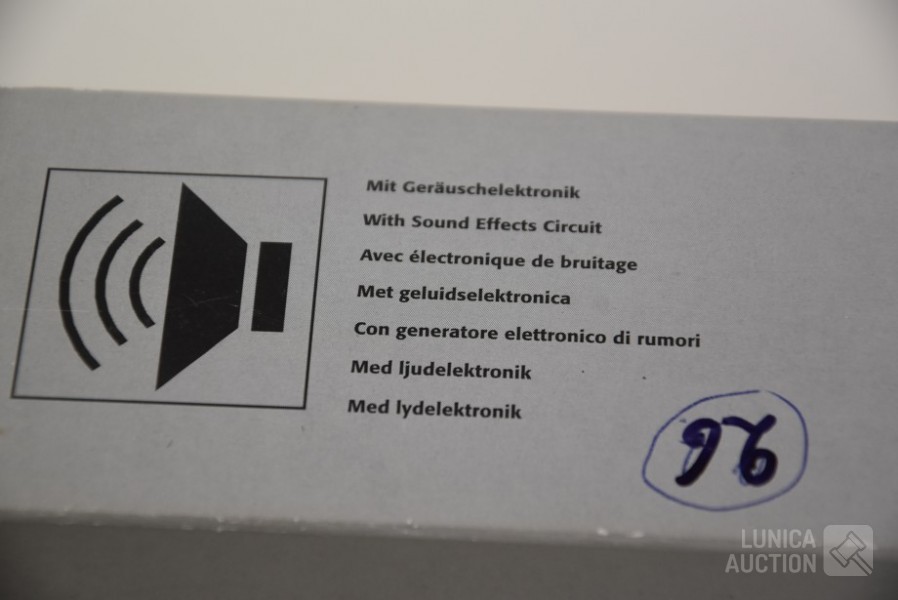 Mit Geräuschelektronik
With Sound Effects Circuit
Avec électronique de bruitage
Met geluidselektronica
Con generatore elettronico di rumori
Med ljudelektronik
Med lydelektronik
96
LUNICA
AUCTION